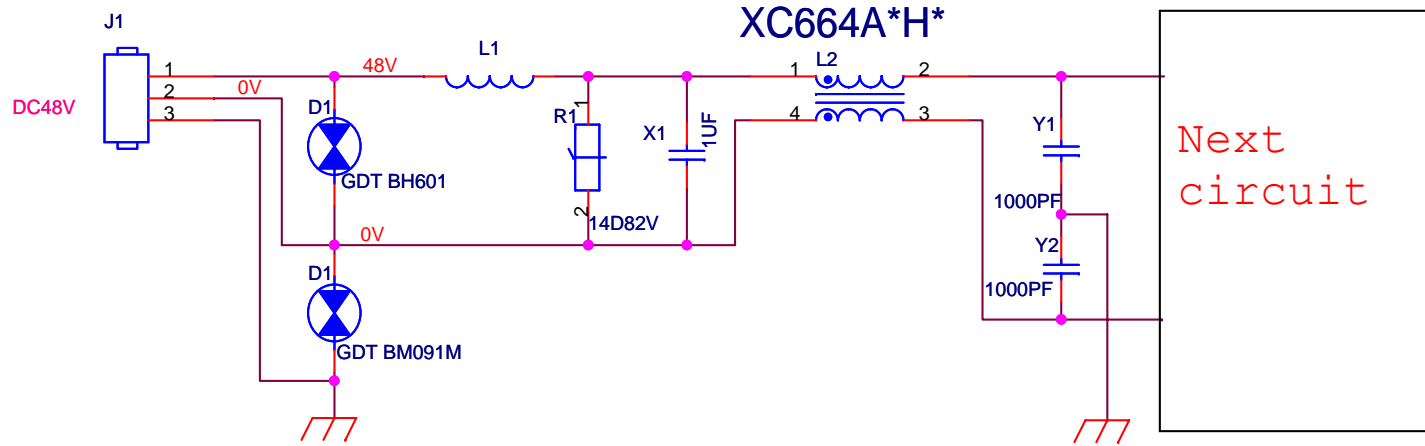 XC664A*H*
J1
L1
L2
1
48V
1
2
2
0V
DC48V
D1
1
3
R1
X1
1UF
4
3
Y1
Next
circuit
GDT BH601
1000PF
2
14D82V
0V
Y2
D1
1000PF
GDT BM091M